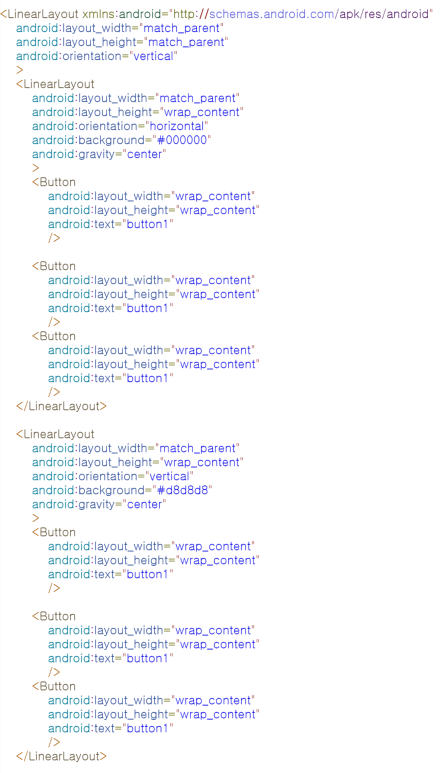 <LinearLayout xmlns:android="http://schemas.android.com/apk/res/android"
android:layout_width="match_parent"
android:layout_height="match_parent"
android:orientation="vertical"
>
<LinearLayout
android:layout_width="match_parent"
android:layout_height="wrap_content"
android:orientation="horizontal"
android:background="#000000"
android:gravity="center"
>
<Button
android:layout_width="wrap_content"
android:layout_height="wrap_content"
android:text="button1"
/>
<Button
android:layout_width="wrap_content"
android:layout_height="wrap_content"
android:text="button1"
/>
<Button
android:layout_width="wrap_content"
android:layout_height="wrap_content"
android:text="button1"
/>
</LinearLayout>
<LinearLayout
android:layout_width="match_parent"
android:layout_height="wrap_content"
android:orientation="vertical"
android:background="#d8d8d8"
android:gravity="center"
>
<Button
android:layout_width="wrap_content"
android:layout_height="wrap_content"
android:text="button1"
/>
<Button
android:layout_width="wrap_content"
android:layout_height="wrap_content"
android:text="button1"
/>
<Button
android:layout_width="wrap_content"
android:layout_height="wrap_content"
android:text="button1"
/>
</LinearLayout>